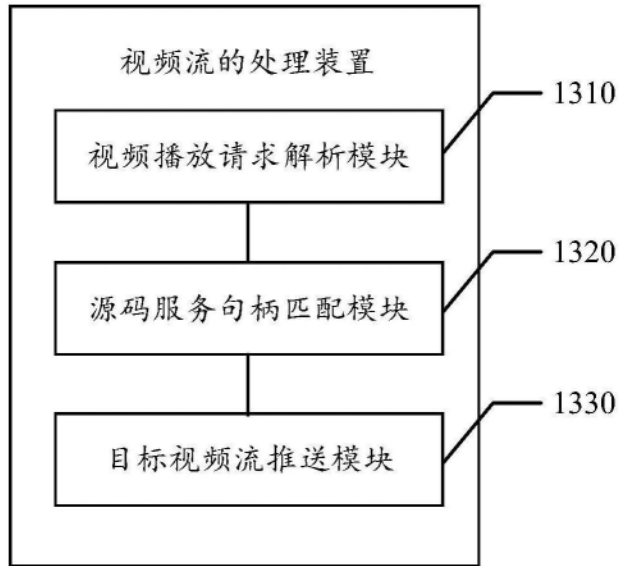 视频流的处理装置
视频播放请求解析模块
1310
源码服务句柄匹配模块
1320
目标视频流推送模块
1330